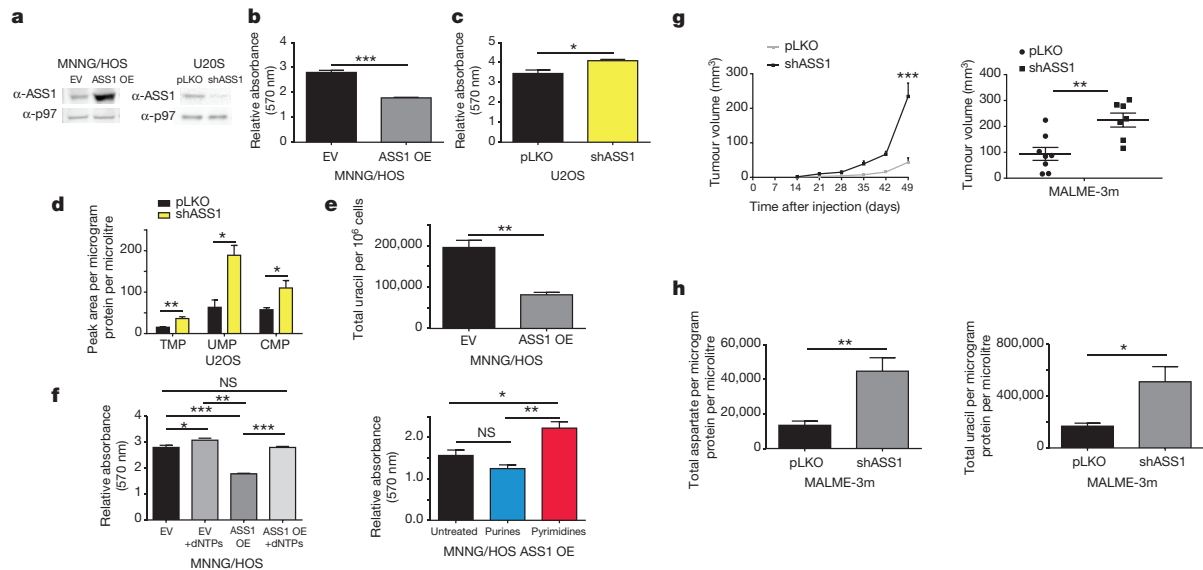 a
MNNG/HOS
U20S
EV ASS1 OE
pLKO shASS1
α-ASS1
α-p97
α-ASS1
α-p97
b
Relative absorbance
(570 nm)
4
3
2
1
0
***
EV
ASS1 OE
MNNG/HOS
c
Relative absorbance
(570 nm)
5
4
3
2
1
0
*
pLKO
shASS1
U2OS
d
pLKO
shASS1
Peak area per microgram
protein per microlitre
200
100
0
**
*
*
TMP
UMP
CMP
U2OS
e
Total uracil per 10⁶ cells
200,000
100,000
0
**
EV
ASS1 OE
MNNG/HOS
f
Relative absorbance
(570 nm)
4
3
2
1
0
NS
**
***
*
***
EV
EV
+dNTPs
ASS1
OE
ASS1 OE
+dNTPs
MNNG/HOS
Relative absorbance
(570 nm)
2.0
1.0
0.0
*
**
NS
Untreated
Purines
Pyrimidines
MNNG/HOS ASS1 OE
g
pLKO
shASS1
Tumour volume (mm³)
300
200
100
0
***
0 7 14 21 28 35 42 49
Time after injection (days)
pLKO
shASS1
Tumour volume (mm³)
400
300
200
100
0
**
MALME-3m
h
Total aspartate per microgram
protein per microlitre
60,000
40,000
20,000
0
**
pLKO
shASS1
MALME-3m
Total uracil per microgram
protein per microlitre
800,000
400,000
0
*
pLKO
shASS1
MALME-3m